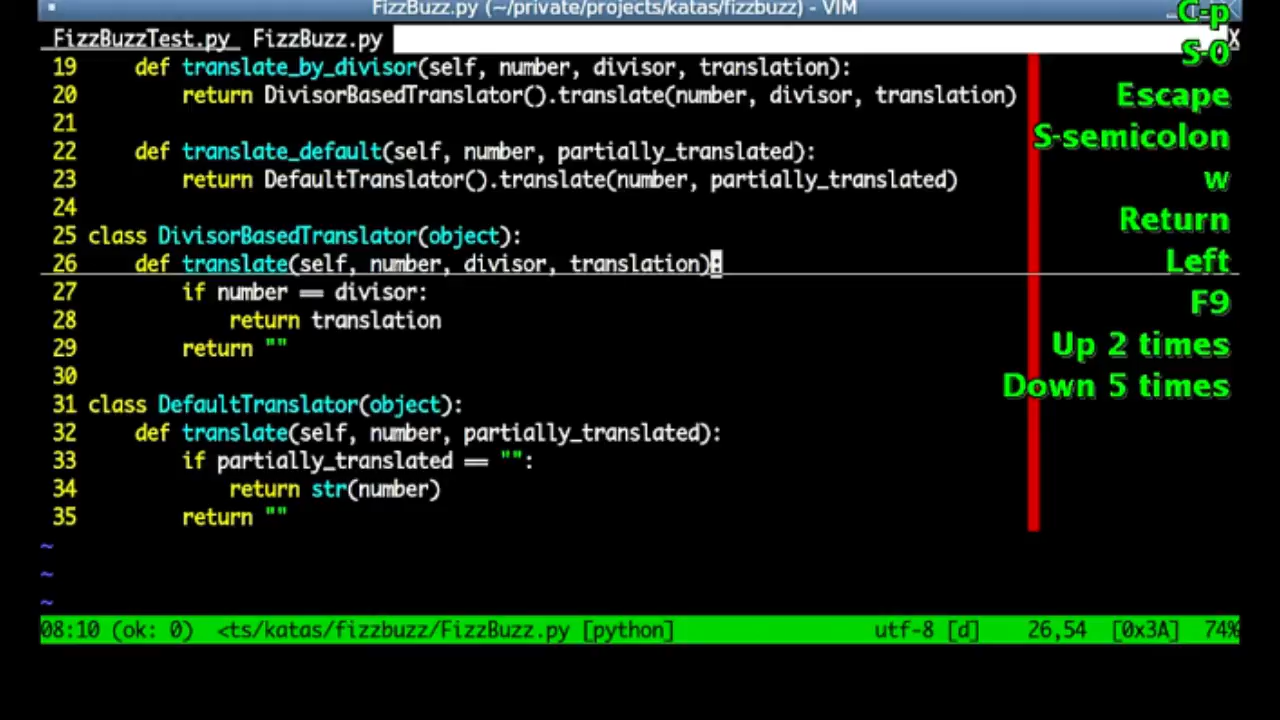 FizzBuzz.py (~/private/projects/katas/fizzbuzz) - VIM
FizzBuzzTest.py FizzBuzz.py X
19 def translate_by_divisor(self, number, divisor, translation):
20 return DivisorBasedTranslator().translate(number, divisor, translation)
21
22 def translate_default(self, number, partially_translated):
23 return DefaultTranslator().translate(number, partially_translated)
24
25 class DivisorBasedTranslator(object):
26 def translate(self, number, divisor, translation):
27 if number == divisor:
28 return translation
29 return ""
30
31 class DefaultTranslator(object):
32 def translate(self, number, partially_translated):
33 if partially_translated == "":
34 return str(number)
35 return ""
~
~
~
08:10 (ok: 0) <ts/katas/fizzbuzz/FizzBuzz.py [python] utf-8 [d] 26,54 [0x3A] 74%
C-p
S-0
Escape
S-semicolon
w
Return
Left
F9
Up 2 times
Down 5 times